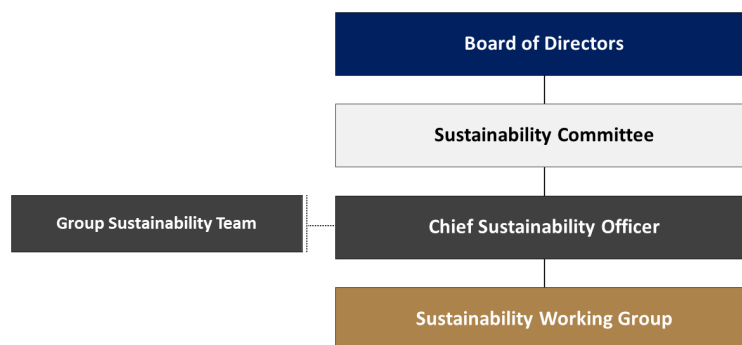 Board of Directors
Sustainability Committee
Group Sustainability Team
Chief Sustainability Officer
Sustainability Working Group